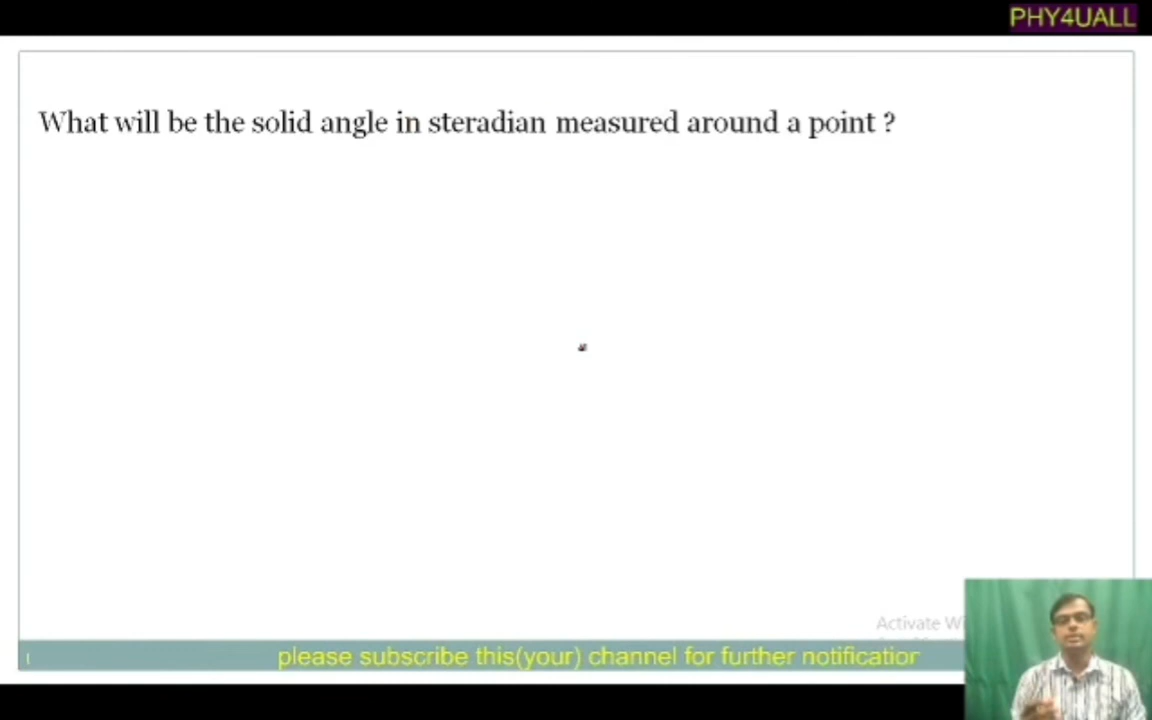 PHY4UALL
What will be the solid angle in steradian measured around a point ?
Activate
please subscribe this(your) channel for further notification